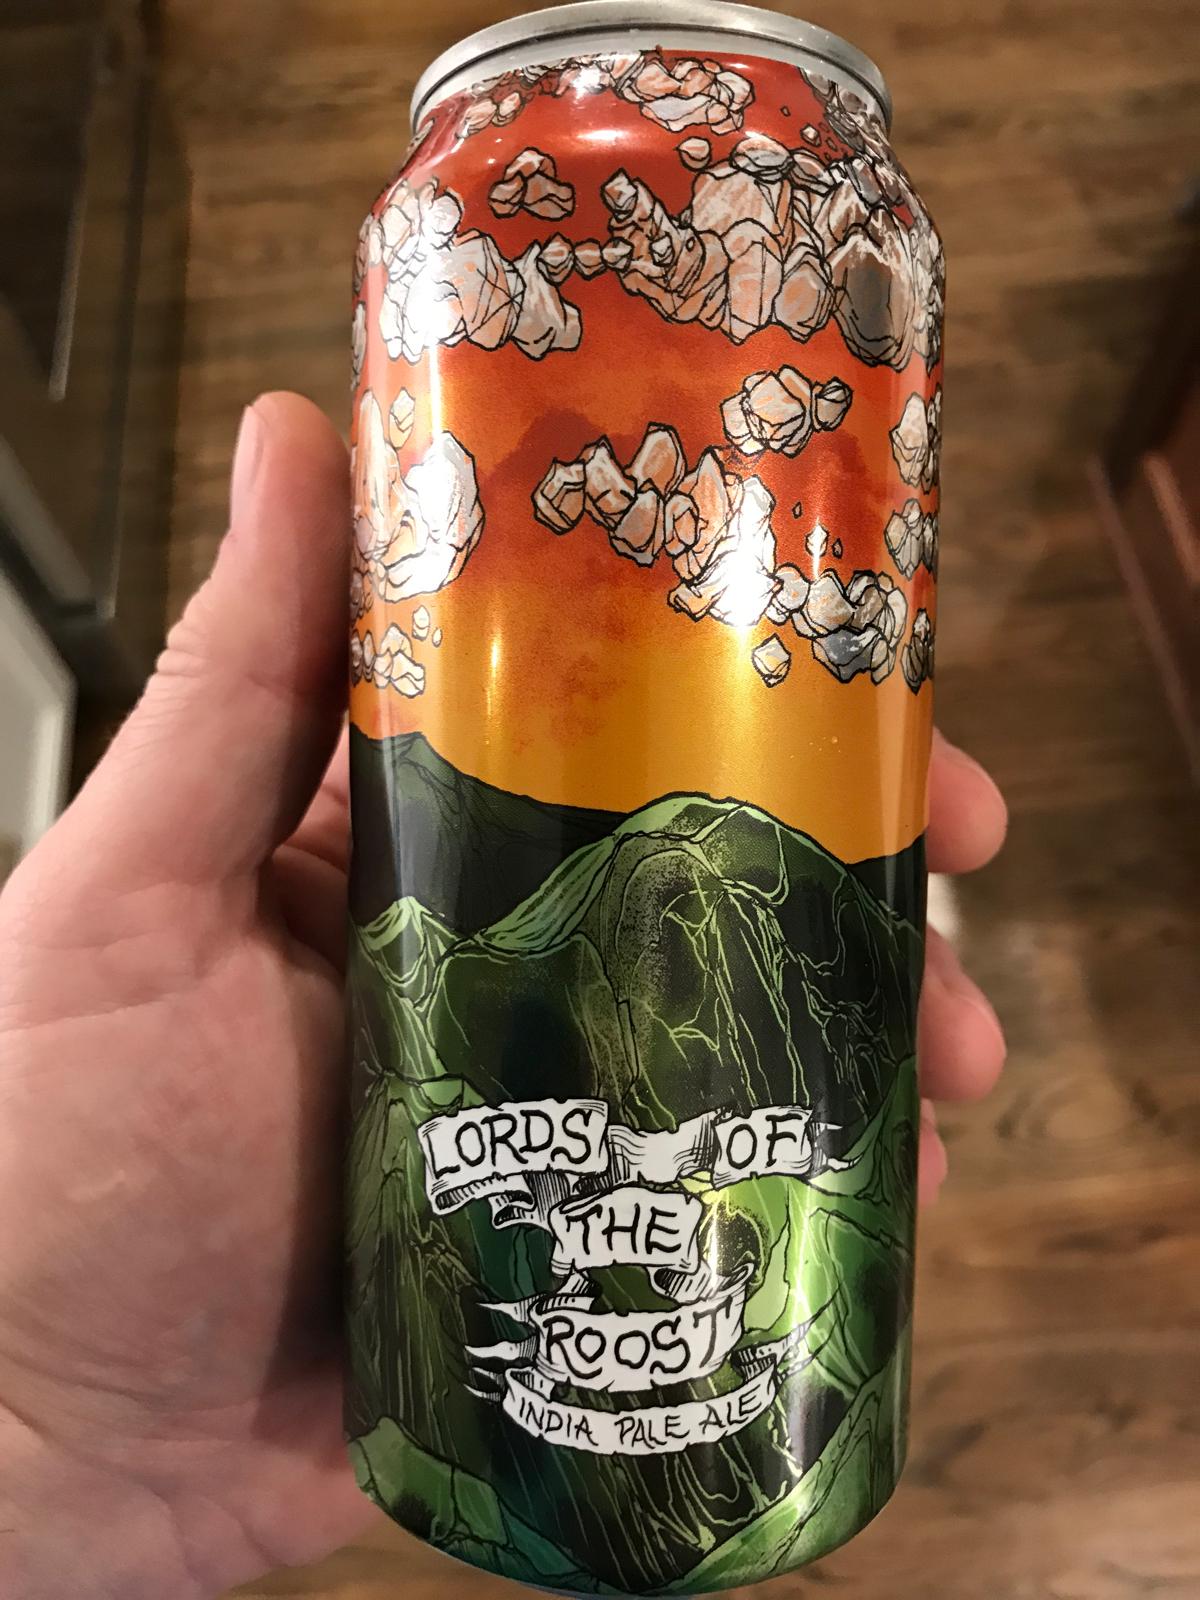 LORDS OF
THE
ROOST
INDIA PALE ALE